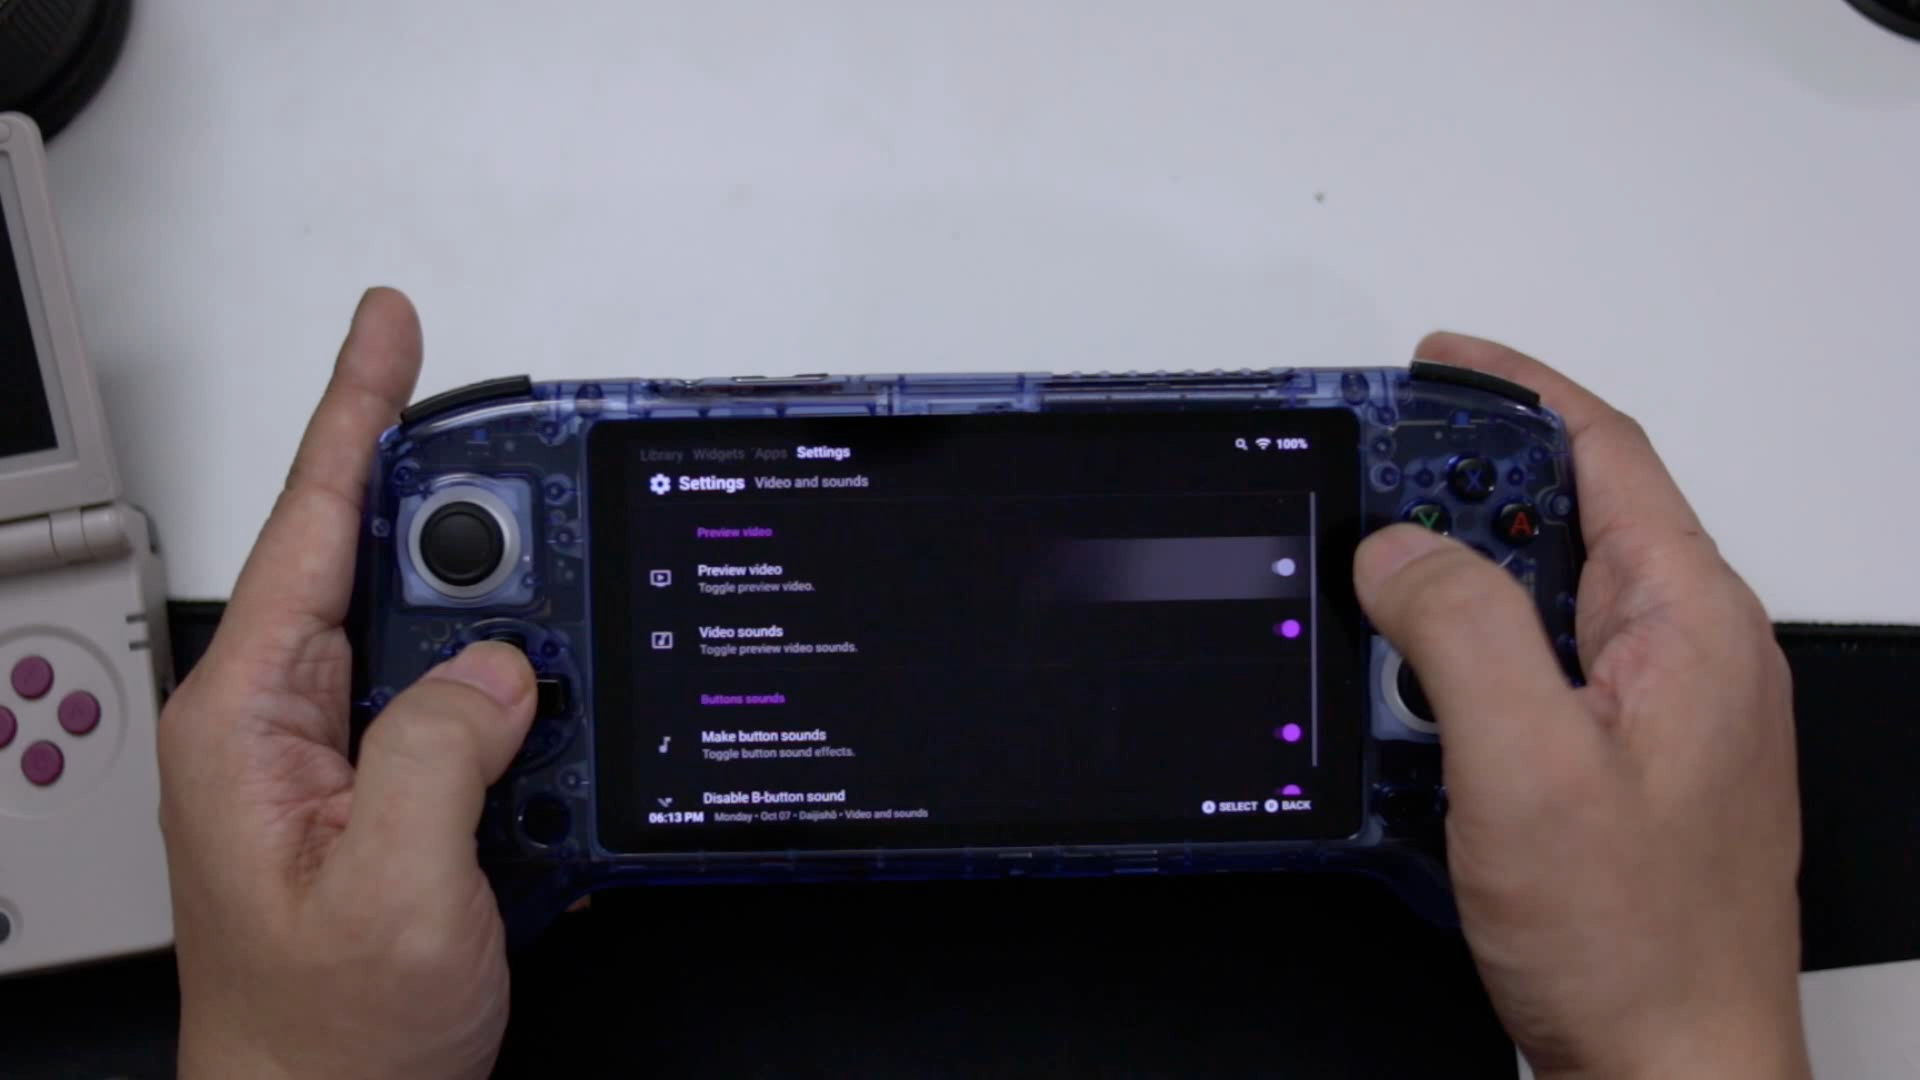 Library Widgets Apps Settings
100%
Settings Video and sounds
Preview video
Preview video
Toggle preview video.
Video sounds
Toggle preview video sounds.
Buttons sounds
Make button sounds
Toggle button sound effects.
Disable B-button sound
06:13 PM Monday • Oct 07 • Daijishō • Video and sounds
A SELECT B BACK
X
Y
A